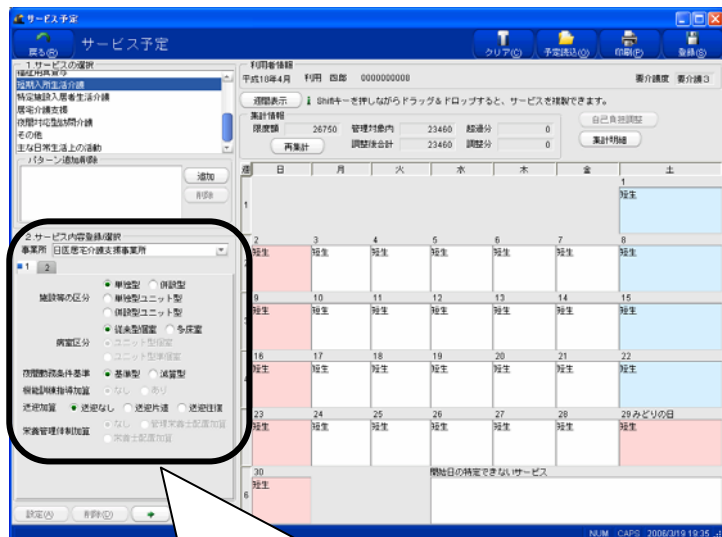 サービス予定
戻る(R)
サービス予定
クリア(C)
予定読込(O)
印刷(P)
登録(S)
1.サービスの選択
福祉用具貸与
短期入所生活介護
特定施設入居者生活介護
居宅介護支援
夜間対応型訪問介護
その他
主な日常生活上の活動
パターン追加削除
追加
削除
2.サービス内容登録/選択
事業所 日医居宅介護支援事業所
1 2
施設等の区分 単独型 併設型
単独型ユニット型
併設型ユニット型
病室区分 従来型個室 多床室
ユニット型個室
ユニット型準個室
夜間勤務条件基準 基準型 減算型
機能訓練指導加算 なし あり
送迎加算 送迎なし 送迎片道 送迎往復
栄養管理体制加算 なし 管理栄養士配置加算
栄養士配置加算
設定(A) 削除(D)
利用者情報
平成18年4月 利用 四郎 0000000000 要介護度 要介護3
週間表示 Shiftキーを押しながらドラッグ&ドロップすると、サービスを複製できます。
集計情報
自己負担調整
限度額 26750 管理対象内 23460 超過分 0
再集計 調整後合計 23460 調整分 0
集計明細
週 日 月 火 水 木 金 土
1
1
短生
2 3 4 5 6 7 8
短生 短生 短生 短生 短生 短生 短生
9 10 11 12 13 14 15
短生 短生 短生 短生 短生 短生 短生
16 17 18 19 20 21 22
短生 短生 短生 短生 短生 短生 短生
23 24 25 26 27 28 29みどりの日
短生 短生 短生 短生 短生 短生 短生
30 開始日の特定できないサービス
短生
6
NUM CAPS 2006/3/19 19:35